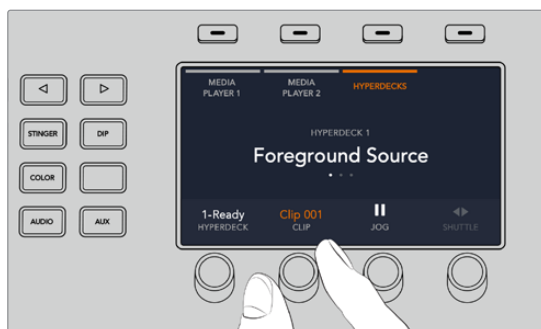 MEDIA
PLAYER 1
MEDIA
PLAYER 2
HYPERDECKS
HYPERDECK 1
Foreground Source
1-Ready
HYPERDECK
Clip 001
CLIP
JOG
SHUTTLE
STINGER
DIP
COLOR
AUDIO
AUX